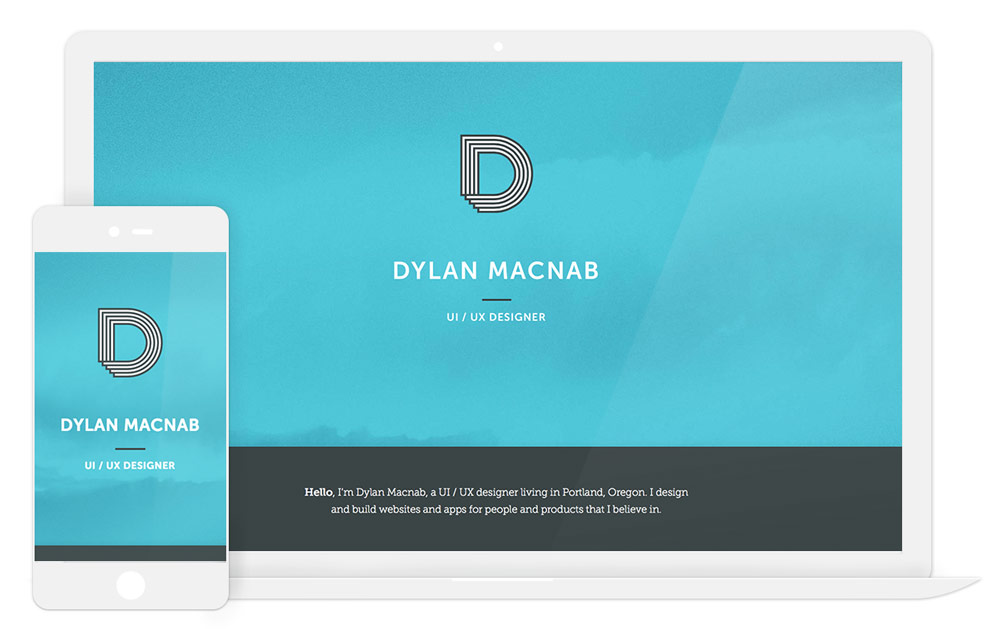 D
DYLAN MACNAB
UI / UX DESIGNER
Hello, I'm Dylan Macnab, a UI / UX designer living in Portland, Oregon. I design
and build websites and apps for people and products that I believe in.
D
DYLAN MACNAB
UI / UX DESIGNER